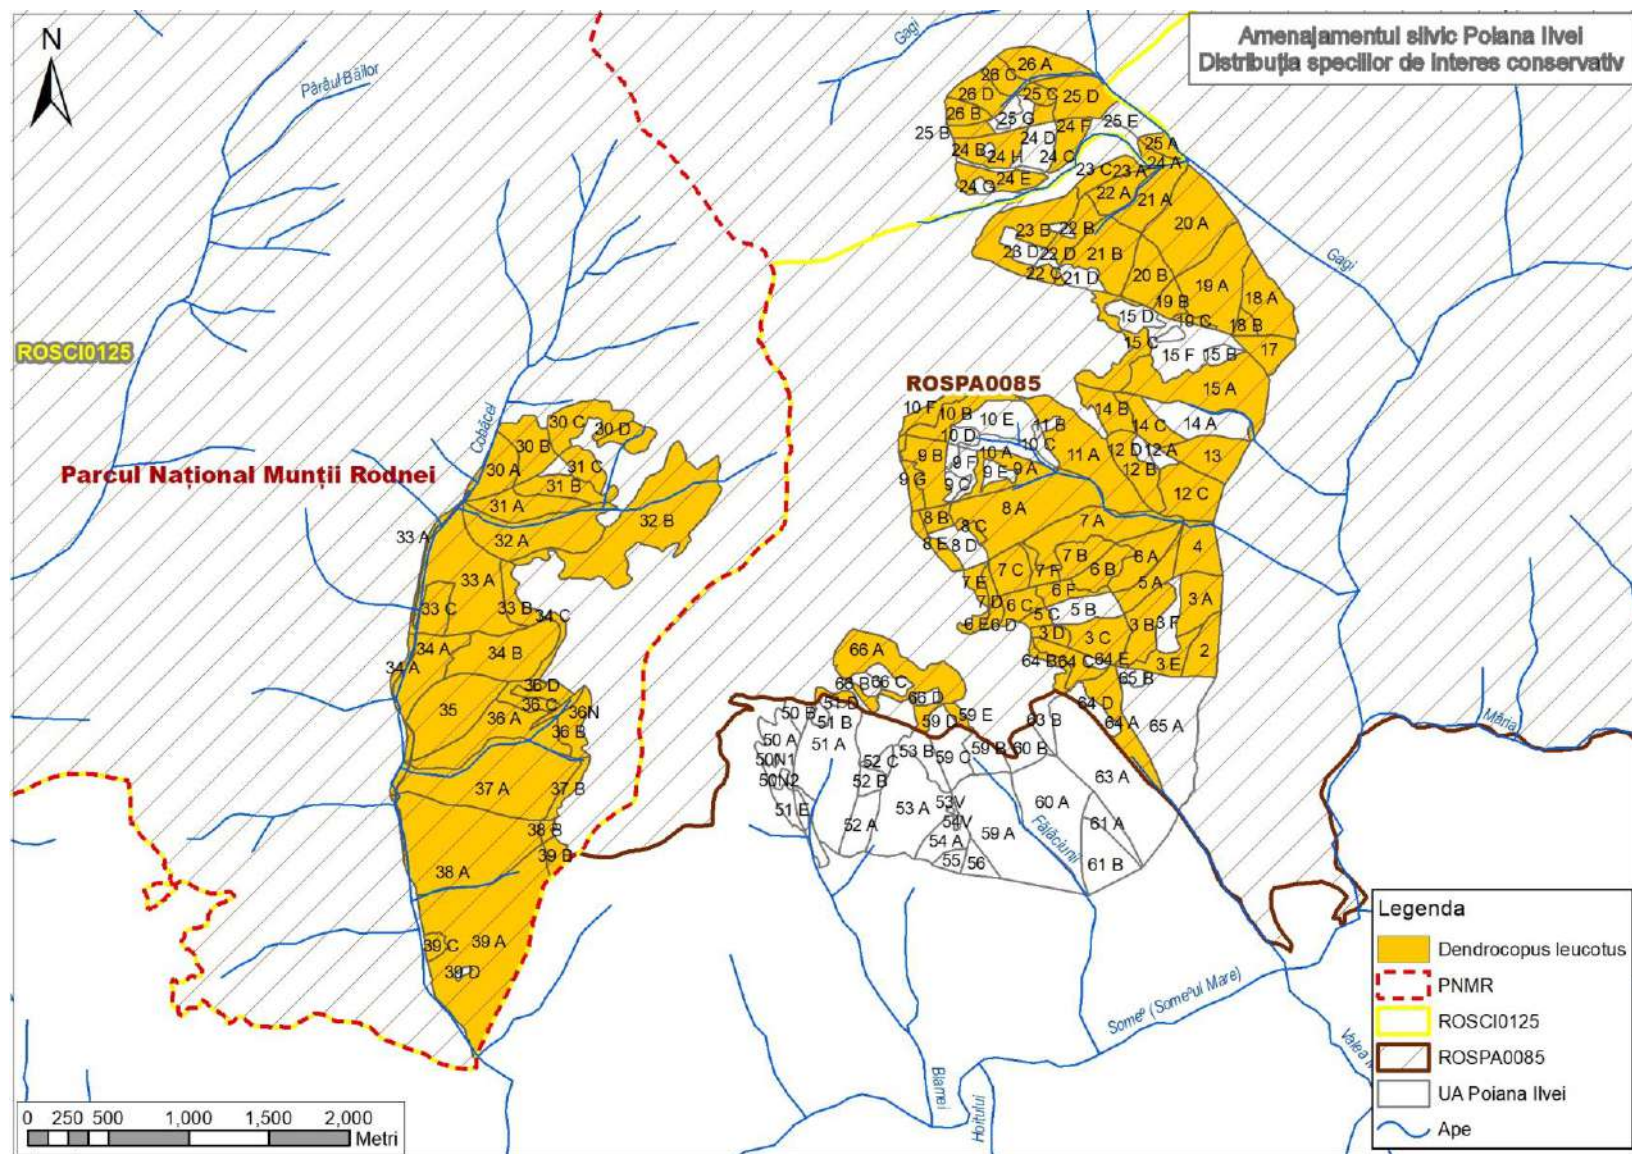 Amenajamentul silvic Poiana Ilvei
Distribuția speciilor de interes conservativ
N
Pârâul Băilor
Gagi
26 A
26 C
26 D
25 C
25 D
26 B
25 G
25 E
24 F
25 B
24 D
25 A
24 B
24 H
24 C
24 A
23 C
23 A
24 E
24 G
22 A
21 A
20 A
23 B
22 B
Gagi
23 D
22 D
21 B
22 C
21 D
20 B
19 A
19 B
18 A
15 D
19 C
18 B
ROSCI0125
15 C
15 F
15 B
17
ROSPA0085
15 A
Cobăcel
10 F
10 B
10 E
14 B
30 C
30 D
11 B
14 C
14 A
10 D
10 C
30 B
9 B
10 A
11 A
12 D
12 A
13
Parcul Național Munții Rodnei
30 A
31 C
9 F
9 E
9 A
12 B
31 B
9 G
9 C
12 C
31 A
8 A
32 B
8 B
8 C
7 A
33 A
32 A
8 E
8 D
7 B
6 A
4
33 A
7 C
7 F
6 B
7 E
6 F
5 A
33 C
33 B
34 C
7 D
6 C
5 C
5 B
3 A
6 E
6 D
3 B
3 F
3 D
3 C
34 A
34 B
66 A
2
34 A
64 B
64 C
64 E
3 E
36 D
66 B
66 C
65 B
35
36 C
36 A
36 N
51 D
66 D
64 D
50 B
51 B
59 D
59 E
63 B
64 A
65 A
Măria
36 B
50 A
51 A
53 B
59 B
60 B
50N1
52 C
59 C
37 A
37 B
50N2
52 B
63 A
51 E
53 A
53V
60 A
38 B
52 A
54V
59 A
61 A
39 B
54 A
Fălăciunii
38 A
55
56
61 B
39 C
39 A
39 D
Someº (Someºul Mare)
Blamei
Hoitului
Legenda
Dendrocopus leucotus
PNMR
ROSCI0125
ROSPA0085
UA Poiana Ilvei
Ape
0 250 500 1,000 1,500 2,000
Metri